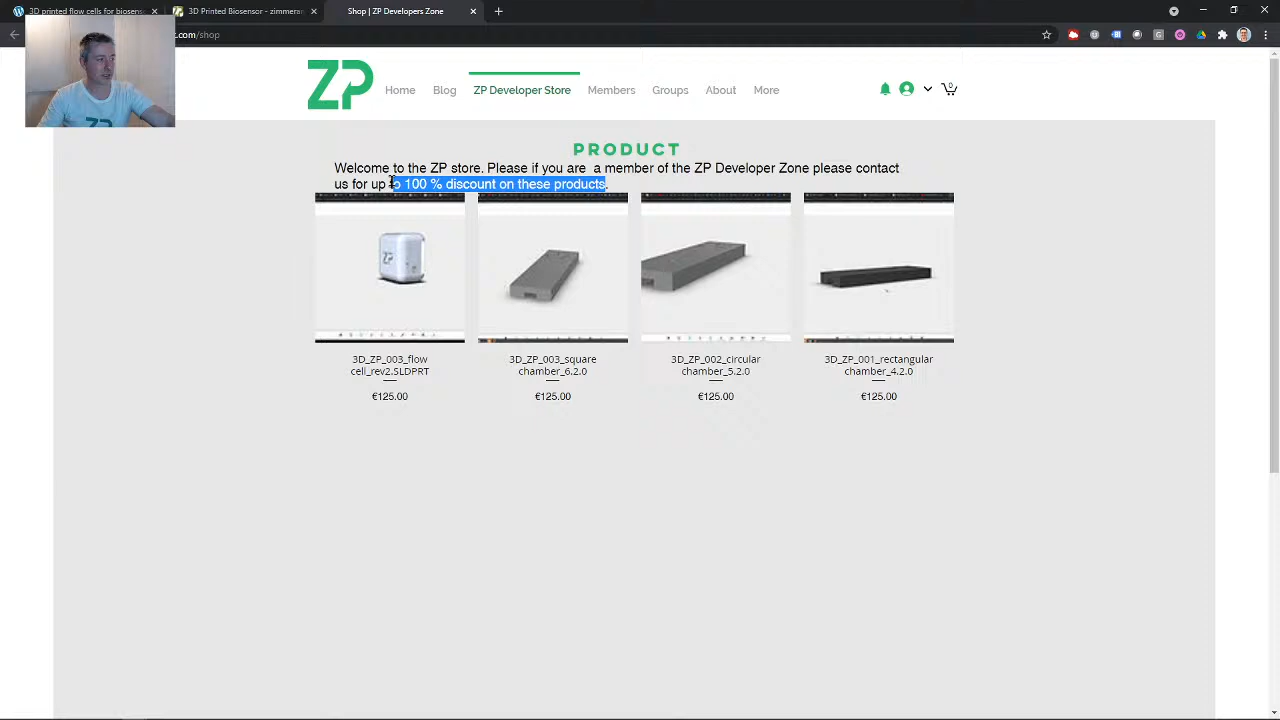 3D printed flow cells for biosens
3D Printed Biosensor - zimmeran
Shop | ZP Developers Zone
.com/shop
ZP
Home
Blog
ZP Developer Store
Members
Groups
About
More
0
PRODUCT
Welcome to the ZP store. Please if you are a member of the ZP Developer Zone please contact
us for up to 100 % discount on these products.
ZP
3D_ZP_003_flow
cell_rev2.SLDPRT
€125.00
3D_ZP_003_square
chamber_6.2.0
€125.00
3D_ZP_002_circular
chamber_5.2.0
€125.00
3D_ZP_001_rectangular
chamber_4.2.0
€125.00